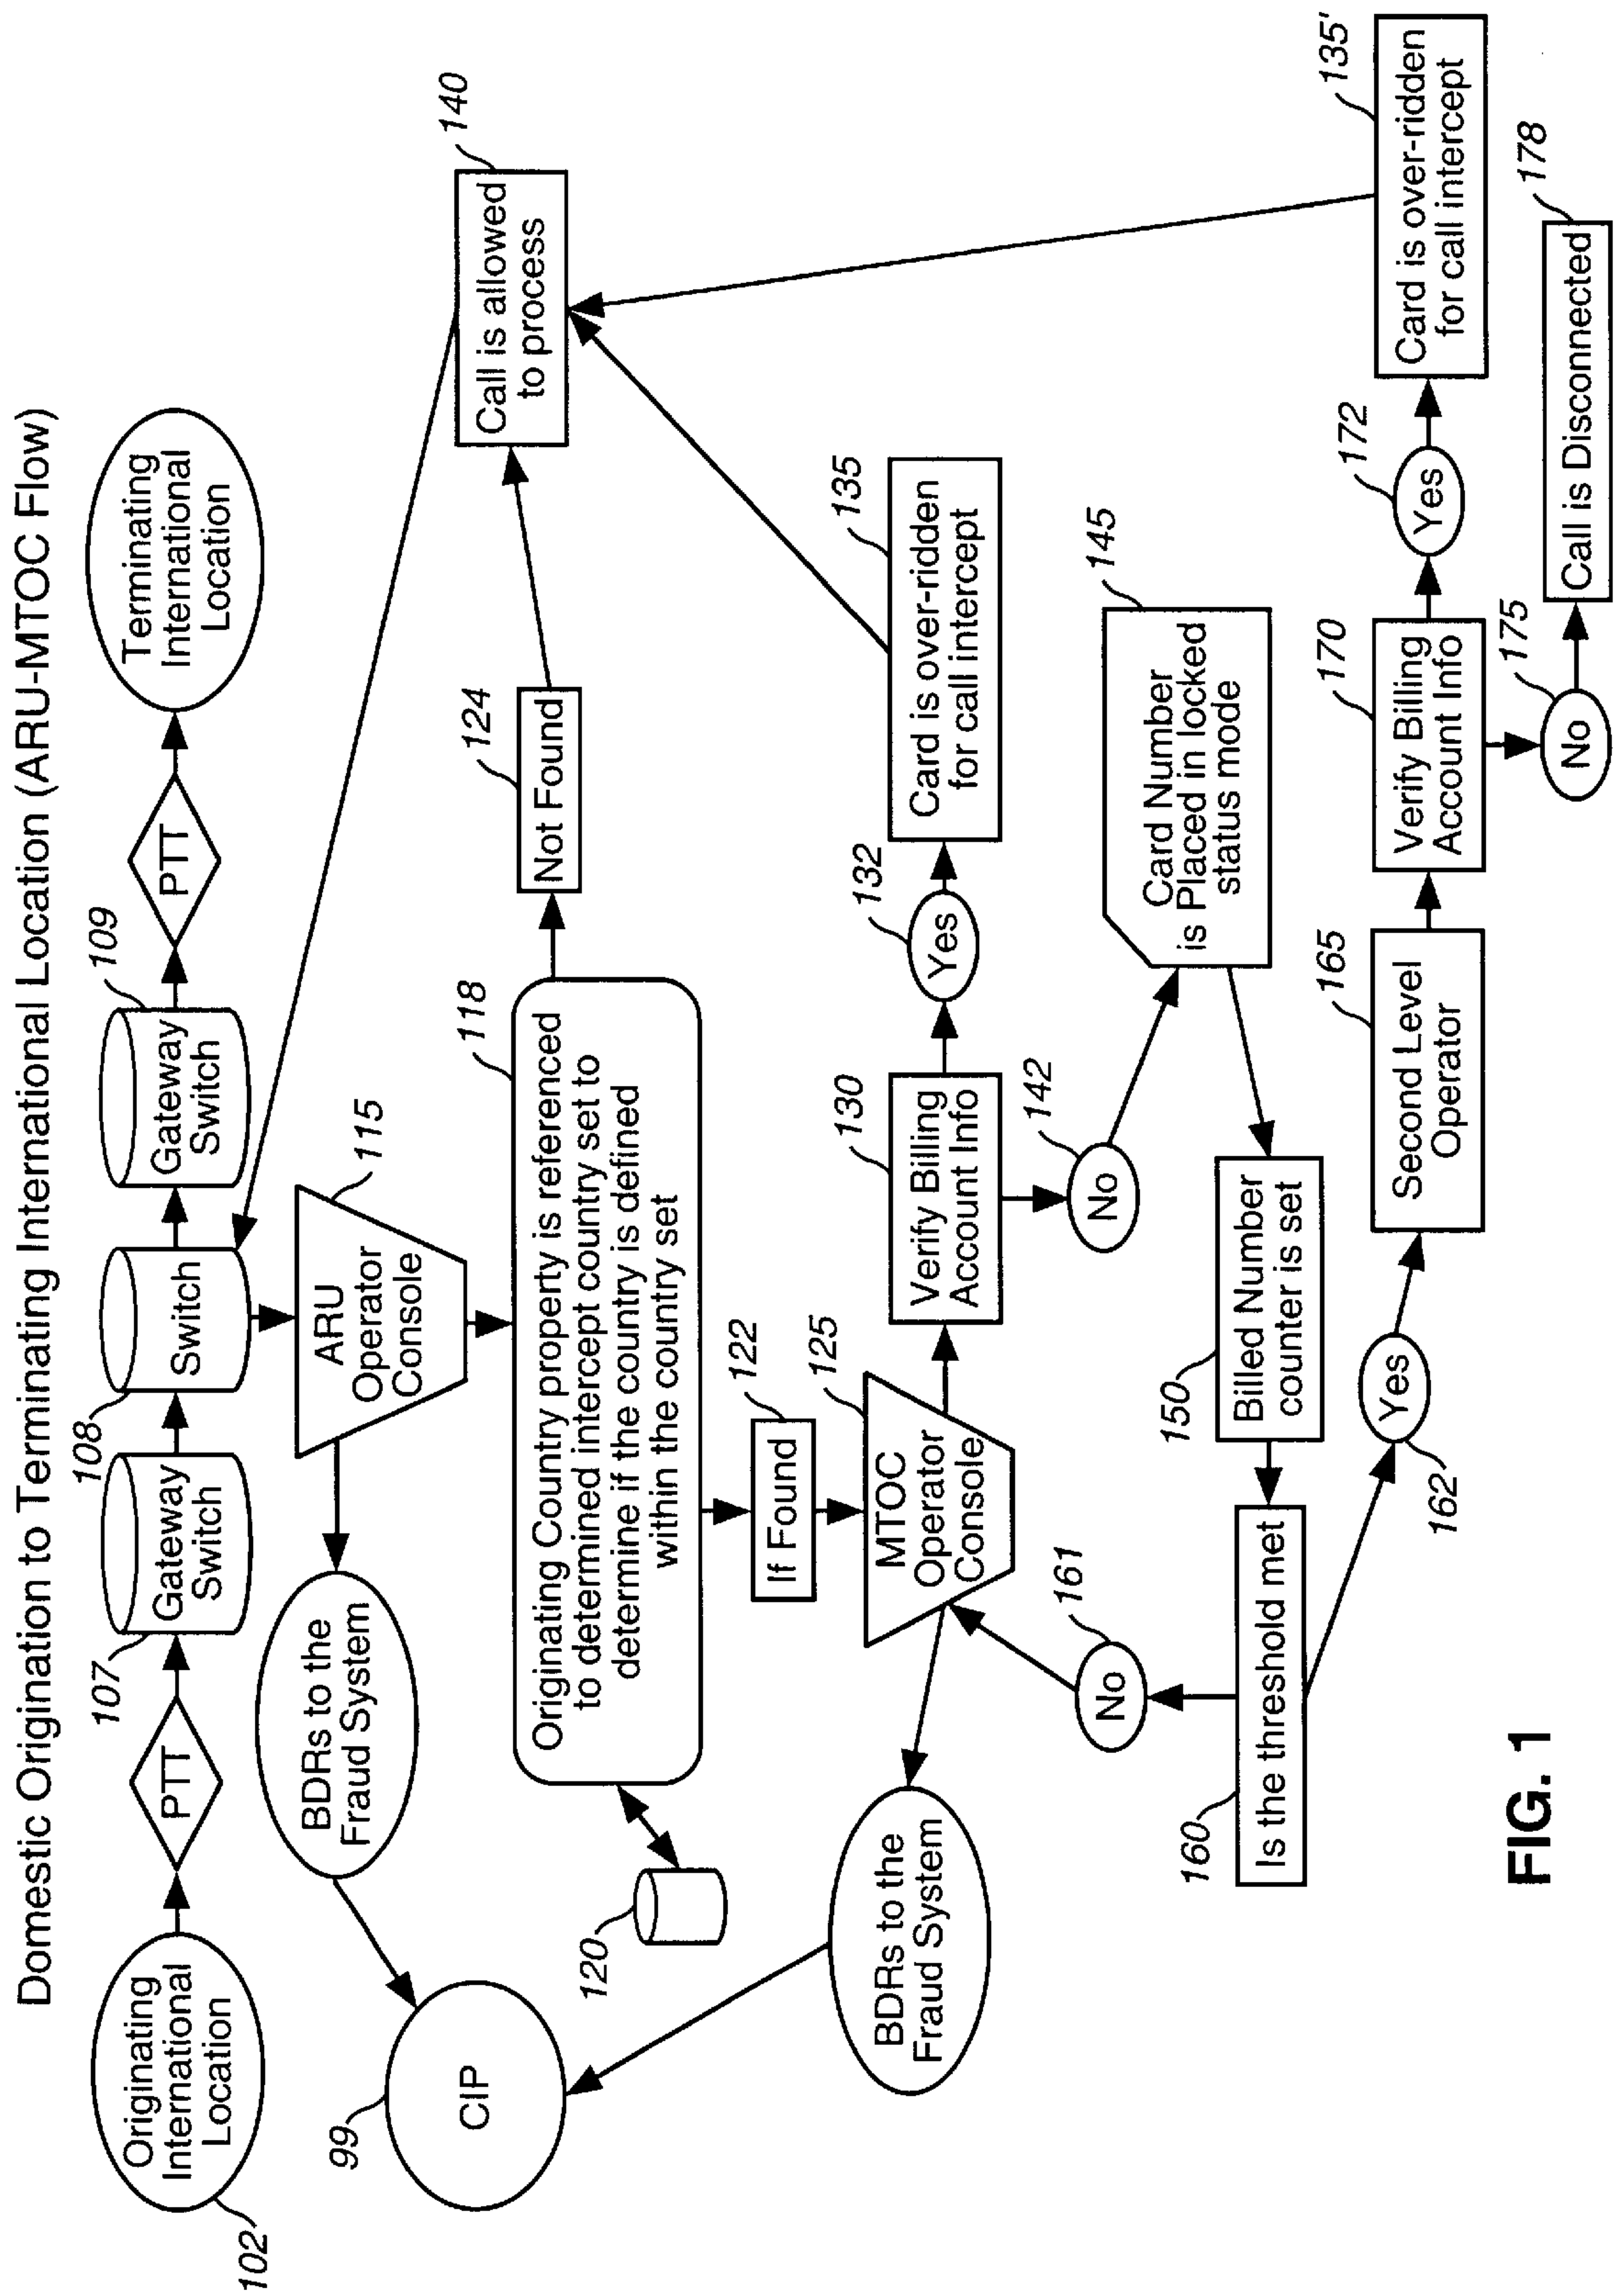 Domestic Origination to Terminating International Location (ARU-MTOC Flow)
Originating
International
Location
102
PTT
107
Gateway
Switch
108
Switch
109
Gateway
Switch
PTT
Terminating
International
Location
BDRs to the
Fraud System
ARU
Operator
Console
115
99
CIP
118
Originating Country property is referenced
to determined intercept country set to
determine if the country is defined
within the country set
120
124
Not Found
140
Call is allowed
to process
122
If Found
125
MTOC
Operator
Console
BDRs to the
Fraud System
130
Verify Billing
Account Info
132
Yes
135
Card is over-ridden
for call intercept
142
No
145
Card Number
is Placed in locked
status mode
150
Billed Number
counter is set
160
Is the threshold met
161
No
162
Yes
165
Second Level
Operator
170
Verify Billing
Account Info
172
Yes
135'
Card is over-ridden
for call intercept
175
No
178
Call is Disconnected
FIG. 1